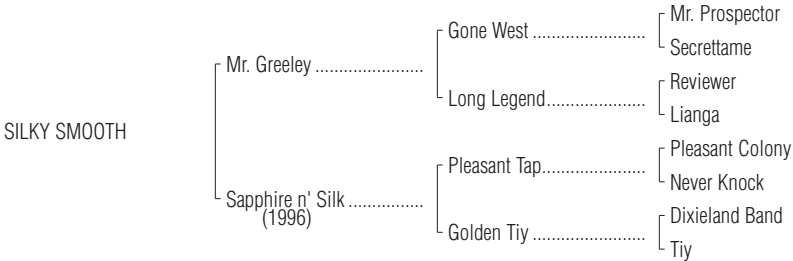 Mr. Prospector
Gone West ........................
Secrettame
Mr. Greeley .......................
Reviewer
Long Legend.....................
Lianga
SILKY SMOOTH
Pleasant Colony
Pleasant Tap......................
Never Knock
Sapphire n' Silk ................
(1996)
Dixieland Band
Golden Tiy ........................
Tiy